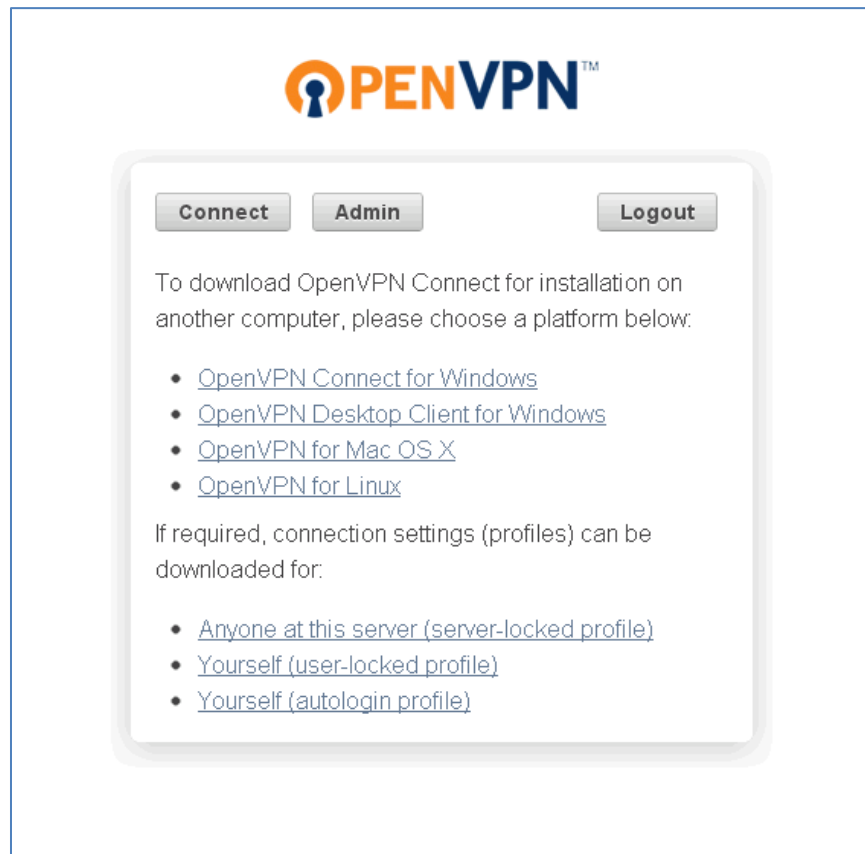 OPENVPN™
Connect Admin Logout
To download OpenVPN Connect for installation on
another computer, please choose a platform below:
OpenVPN Connect for Windows
OpenVPN Desktop Client for Windows
OpenVPN for Mac OS X
OpenVPN for Linux
If required, connection settings (profiles) can be
downloaded for:
Anyone at this server (server-locked profile)
Yourself (user-locked profile)
Yourself (autologin profile)